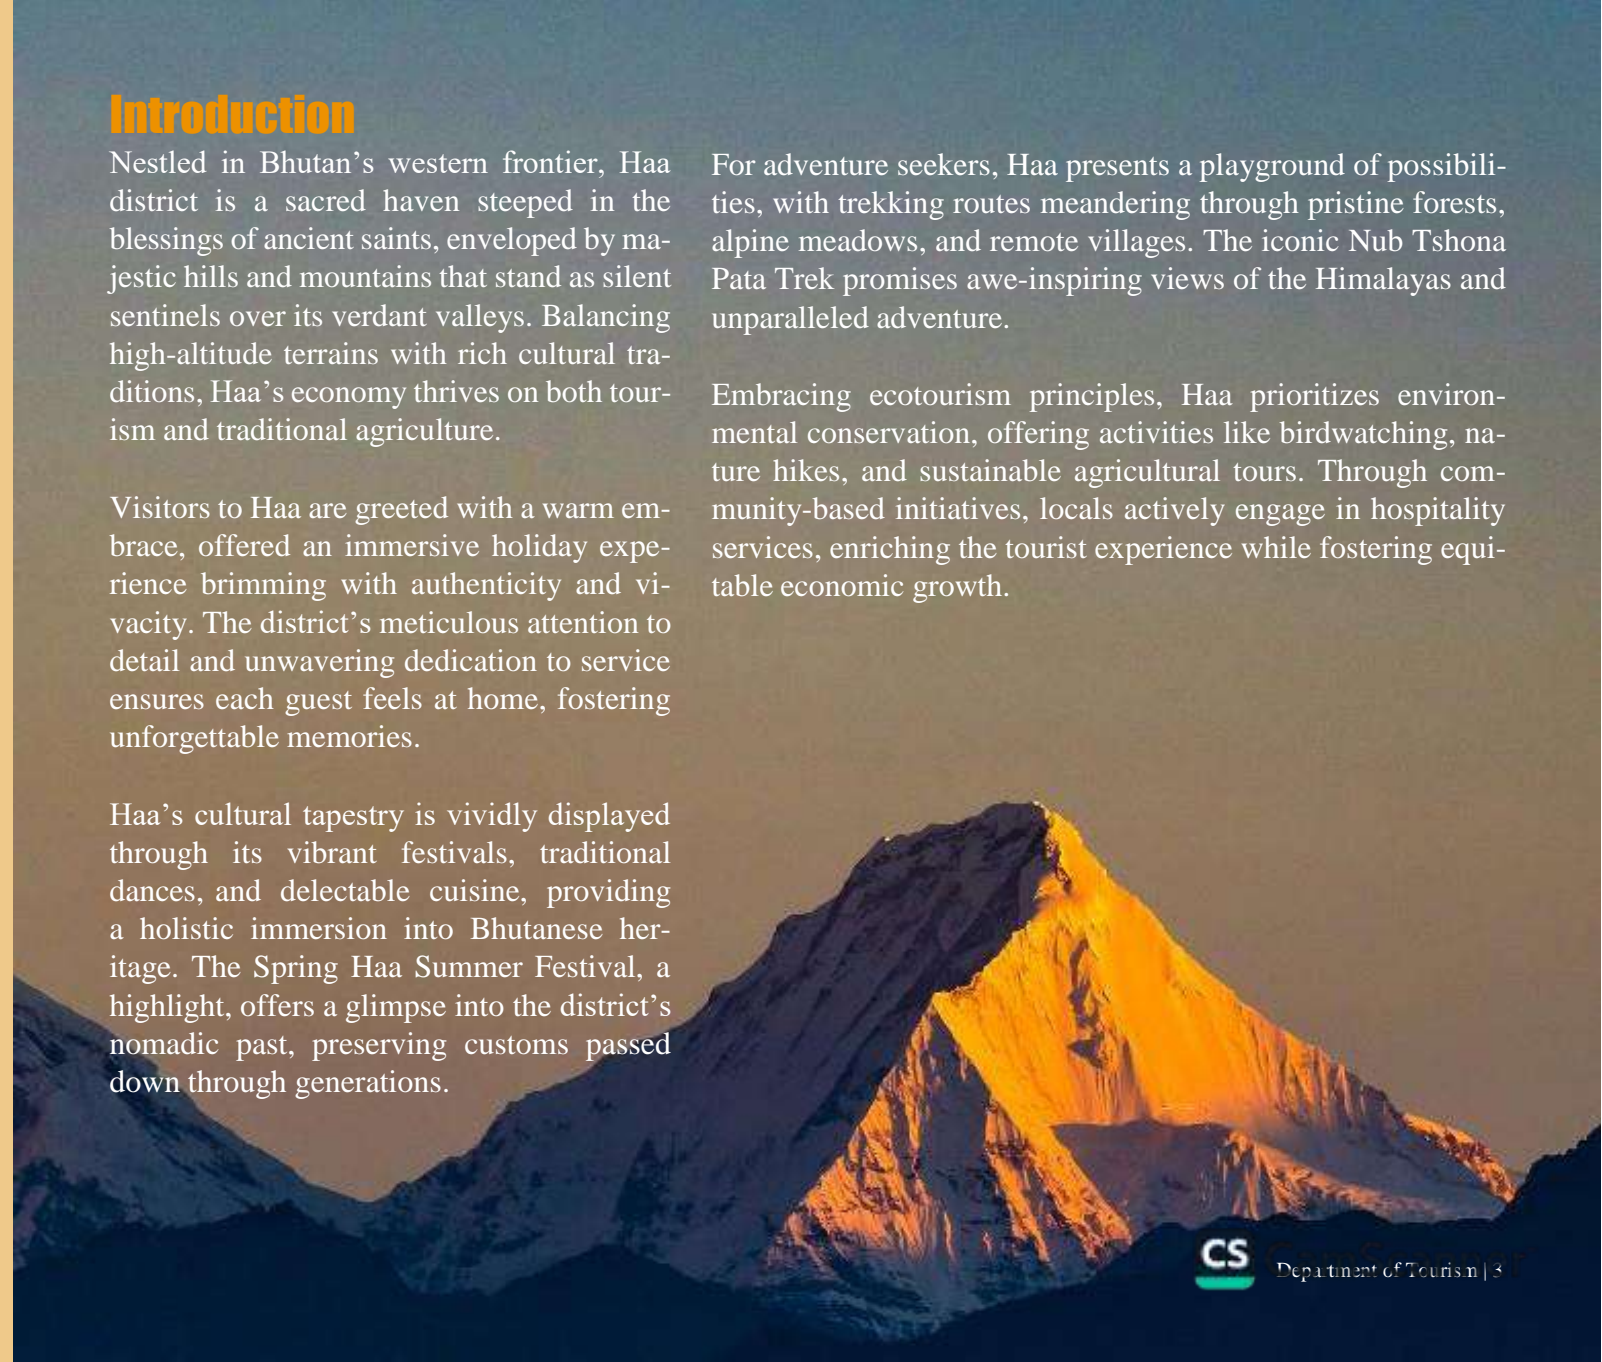 Introduction
Nestled in Bhutan’s western frontier, Haa
district is a sacred haven steeped in the
blessings of ancient saints, enveloped by ma-
jestic hills and mountains that stand as silent
sentinels over its verdant valleys. Balancing
high-altitude terrains with rich cultural tra-
ditions, Haa’s economy thrives on both tour-
ism and traditional agriculture.
Visitors to Haa are greeted with a warm em-
brace, offered an immersive holiday expe-
rience brimming with authenticity and vi-
vacity. The district’s meticulous attention to
detail and unwavering dedication to service
ensures each guest feels at home, fostering
unforgettable memories.
Haa’s cultural tapestry is vividly displayed
through its vibrant festivals, traditional
dances, and delectable cuisine, providing
a holistic immersion into Bhutanese her-
itage. The Spring Haa Summer Festival, a
highlight, offers a glimpse into the district’s
nomadic past, preserving customs passed
down through generations.
For adventure seekers, Haa presents a playground of possibili-
ties, with trekking routes meandering through pristine forests,
alpine meadows, and remote villages. The iconic Nub Tshona
Pata Trek promises awe-inspiring views of the Himalayas and
unparalleled adventure.
Embracing ecotourism principles, Haa prioritizes environ-
mental conservation, offering activities like birdwatching, na-
ture hikes, and sustainable agricultural tours. Through com-
munity-based initiatives, locals actively engage in hospitality
services, enriching the tourist experience while fostering equi-
table economic growth.
CS CamScanner
Department of Tourism | 3